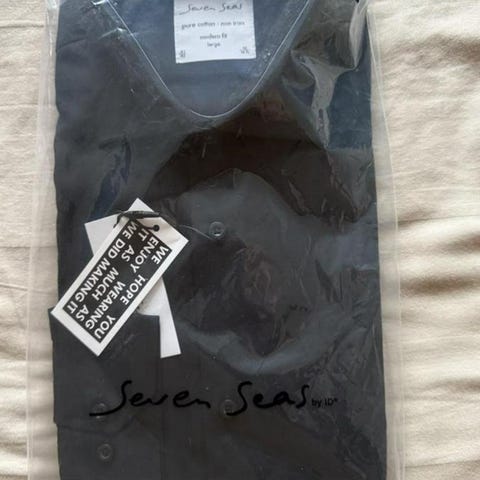 Seven Seas
pure cotton · non iron
modern fit
large
WE HOPE YOU
ENJOY WEARING
IT AS MUCH AS
WE DID MAKING IT
Seven Seas by ID®